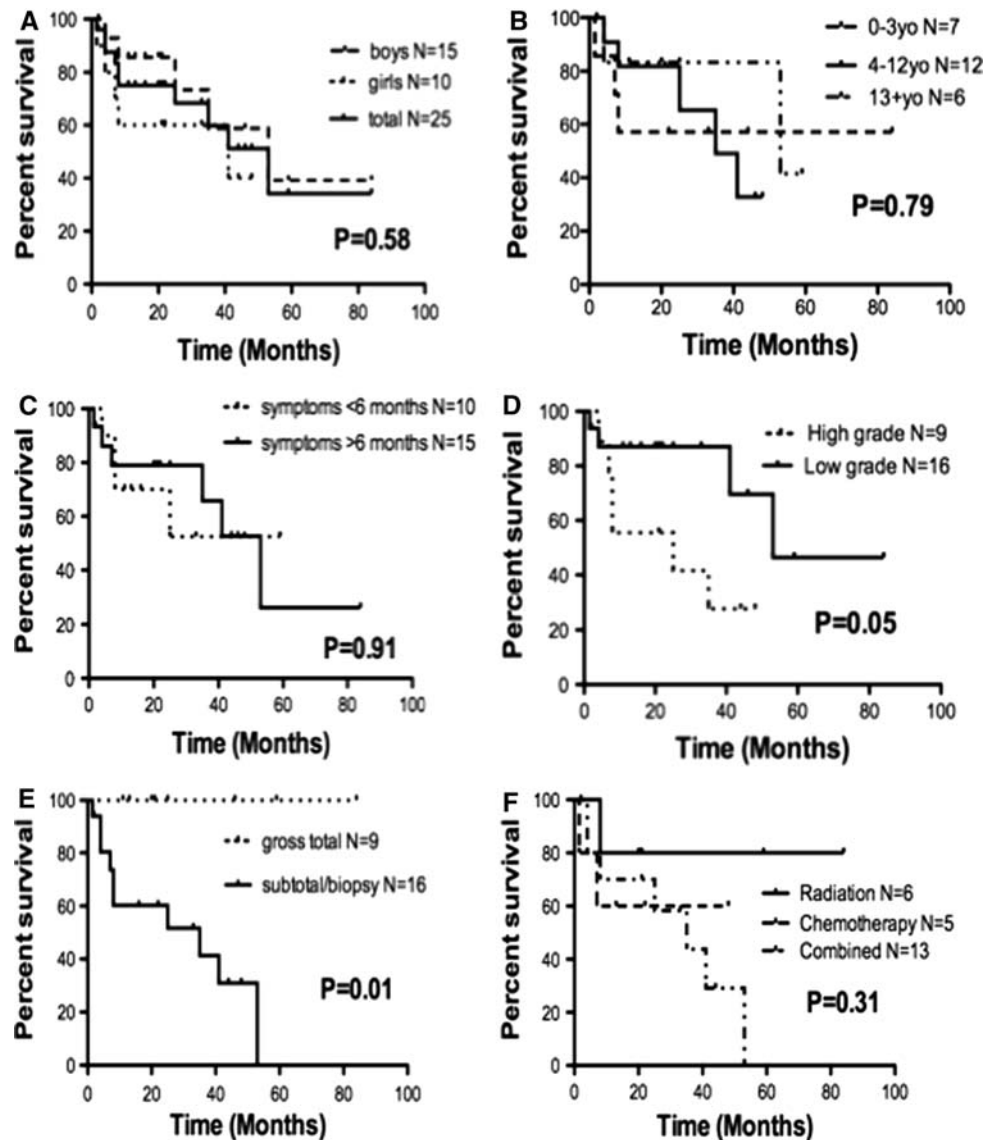 A
Percent survival
100
80
60
40
20
0
boys N=15
girls N=10
total N=25
P=0.58
0 20 40 60 80 100
Time (Months)
B
Percent survival
100
80
60
40
20
0
0-3yo N=7
4-12yo N=12
13+yo N=6
P=0.79
0 20 40 60 80 100
Time (Months)
C
Percent survival
100
80
60
40
20
0
symptoms <6 months N=10
symptoms >6 months N=15
P=0.91
0 20 40 60 80 100
Time (Months)
D
Percent survival
100
80
60
40
20
0
High grade N=9
Low grade N=16
P=0.05
0 20 40 60 80 100
Time (Months)
E
Percent survival
100
80
60
40
20
0
gross total N=9
subtotal/biopsy N=16
P=0.01
0 20 40 60 80 100
Time (Months)
F
Percent survival
100
80
60
40
20
0
Radiation N=6
Chemotherapy N=5
Combined N=13
P=0.31
0 20 40 60 80 100
Time (Months)